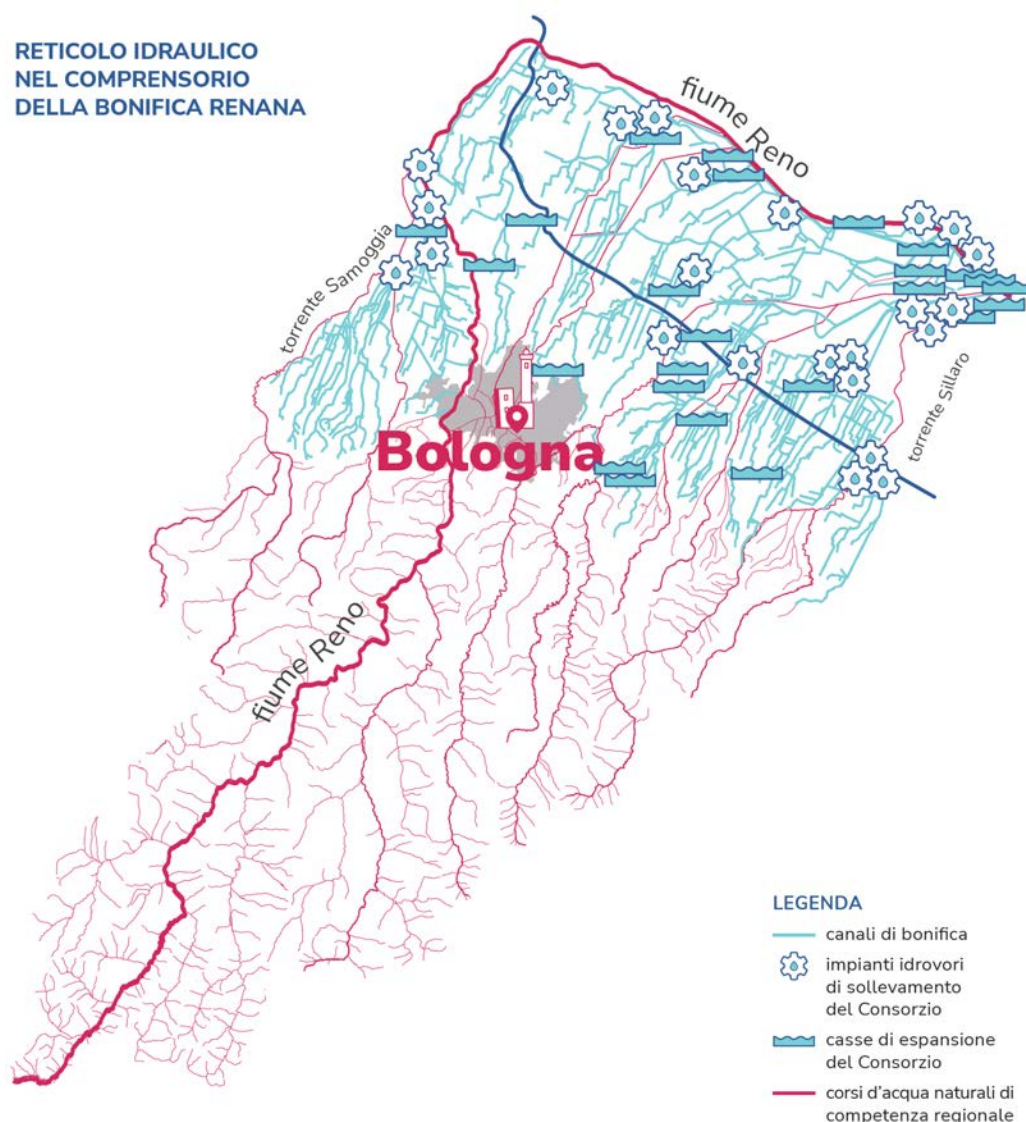 RETICOLO IDRAULICO
NEL COMPRENSORIO
DELLA BONIFICA RENANA
fiume Reno
torrente Samoggia
torrente Sillaro
Bologna
fiume Reno
LEGENDA
canali di bonifica
impianti idrovori
di sollevamento
del Consorzio
casse di espansione
del Consorzio
corsi d'acqua naturali di
competenza regionale